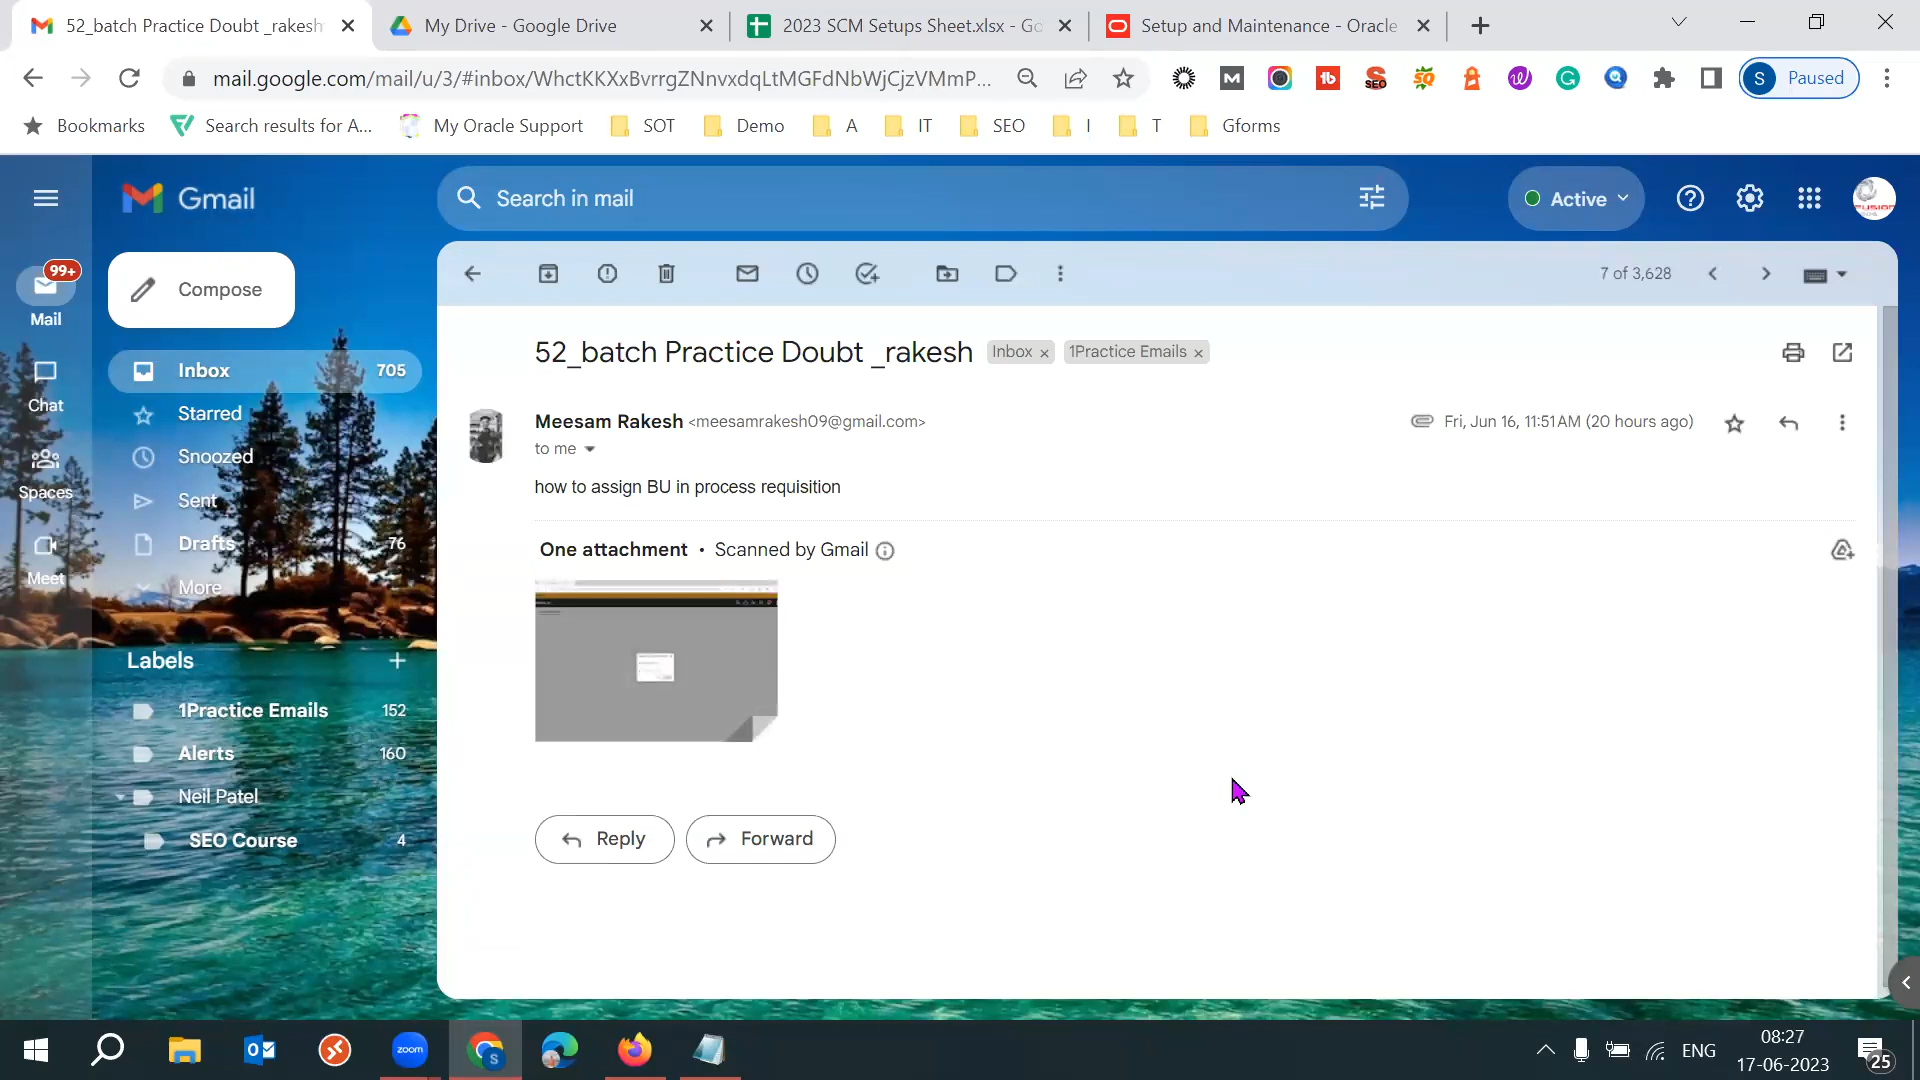 52_batch Practice Doubt _rakesh
My Drive - Google Drive
2023 SCM Setups Sheet.xlsx - Go
Setup and Maintenance - Oracle
mail.google.com/mail/u/3/#inbox/WhctKKXxBvrrgZNnvxdqLtMGFdNbWjCjzVMmP...
S Paused
Bookmarks
Search results for A...
My Oracle Support
SOT
Demo
A
IT
SEO
I
T
Gforms
Gmail
Search in mail
Active
99+
Mail
Chat
Spaces
Meet
Compose
Inbox 705
Starred
Snoozed
Sent
Drafts 76
More
Labels
1Practice Emails 152
Alerts 160
Neil Patel
SEO Course 4
7 of 3,628
52_batch Practice Doubt _rakesh
Inbox
1Practice Emails
Meesam Rakesh <meesamrakesh09@gmail.com>
Fri, Jun 16, 11:51 AM (20 hours ago)
to me
how to assign BU in process requisition
One attachment • Scanned by Gmail
Reply
Forward
zoom
ENG
08:27
17-06-2023
25